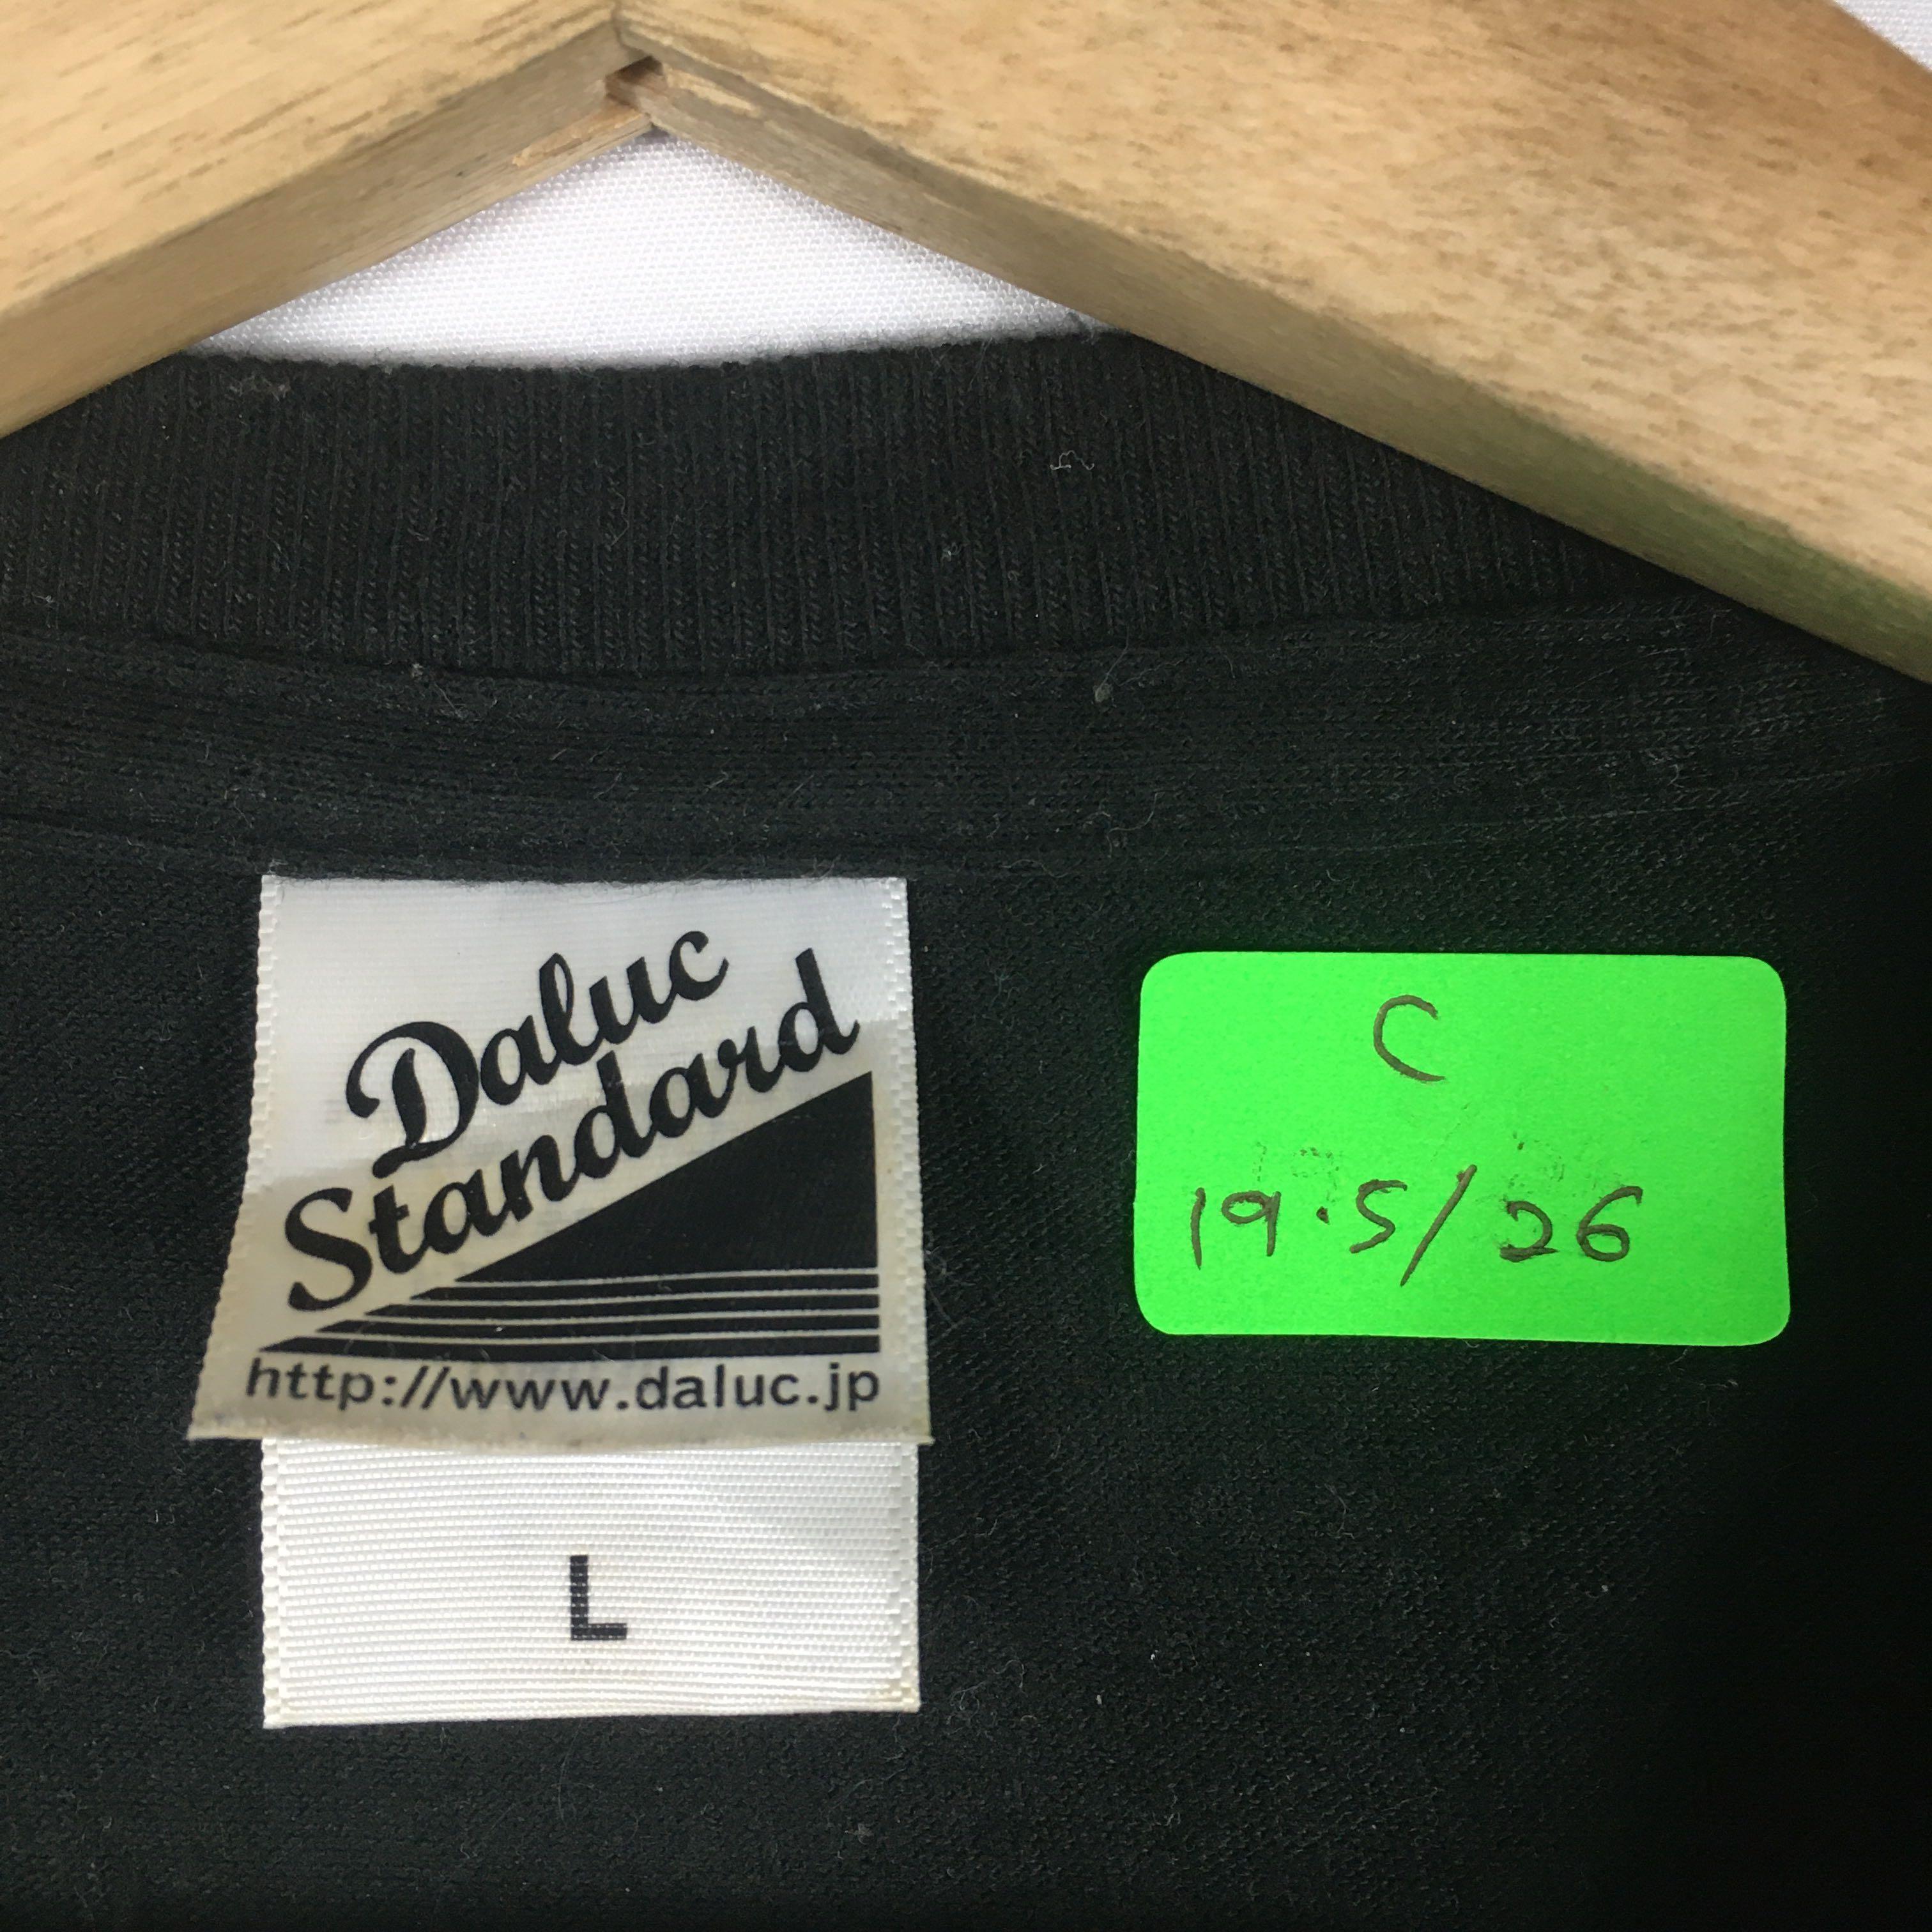 Daluc
Standard
http://www.daluc.jp
L
C
19.5/26